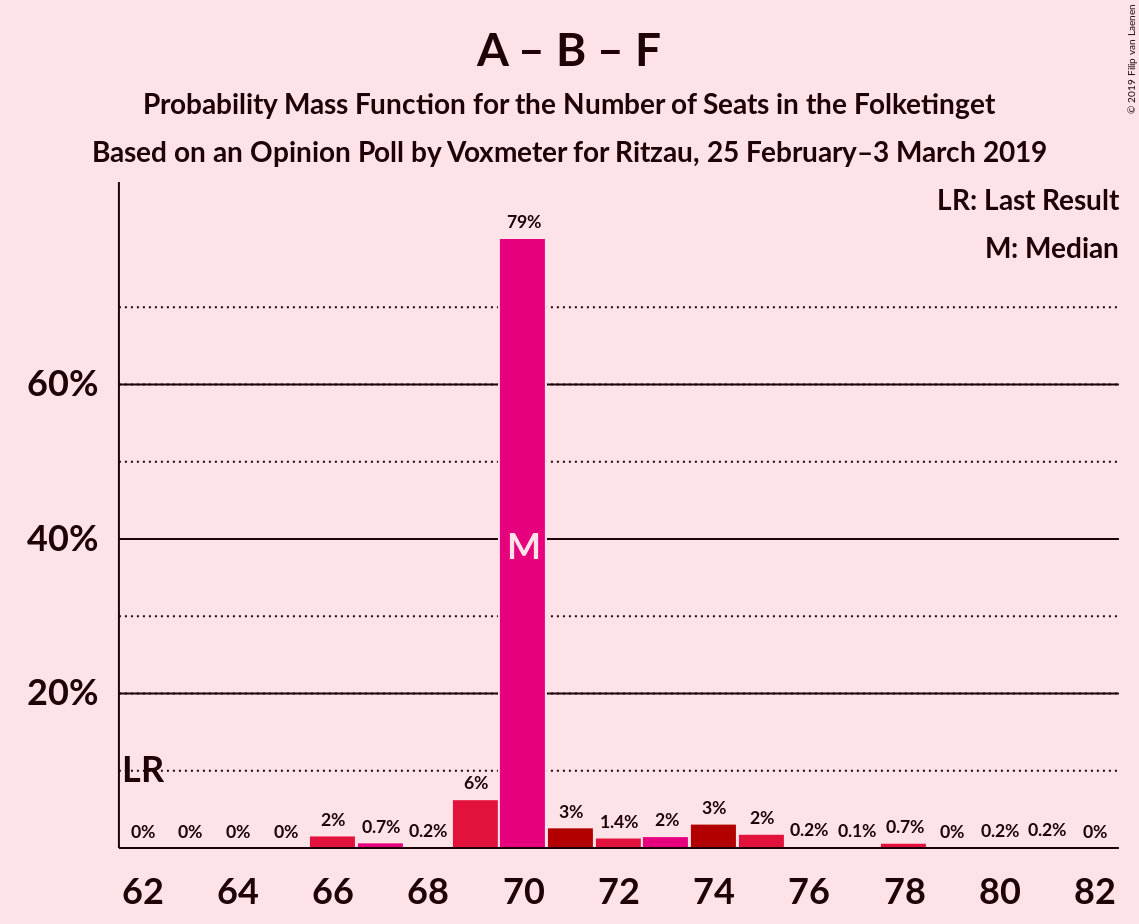 A – B – F
Probability Mass Function for the Number of Seats in the Folketinget
Based on an Opinion Poll by Voxmeter for Ritzau, 25 February–3 March 2019
© 2019 Filip van Laenen
LR: Last Result
M: Median
60%
40%
20%
LR
M
0% 0% 0% 0% 2% 0.7% 0.2% 6% 79% 3% 1.4% 2% 3% 2% 0.2% 0.1% 0.7% 0% 0.2% 0.2% 0%
62 64 66 68 70 72 74 76 78 80 82